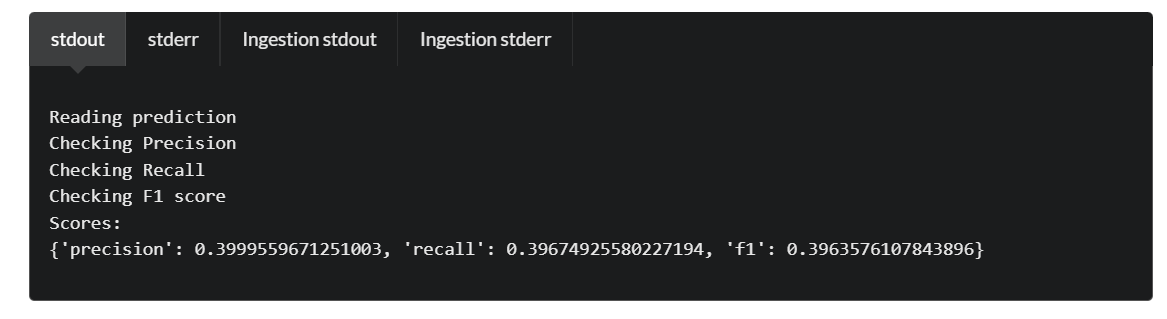 stdout stderr Ingestion stdout Ingestion stderr
Reading prediction
Checking Precision
Checking Recall
Checking F1 score
Scores:
{'precision': 0.3999559671251003, 'recall': 0.39674925580227194, 'f1': 0.3963576107843896}